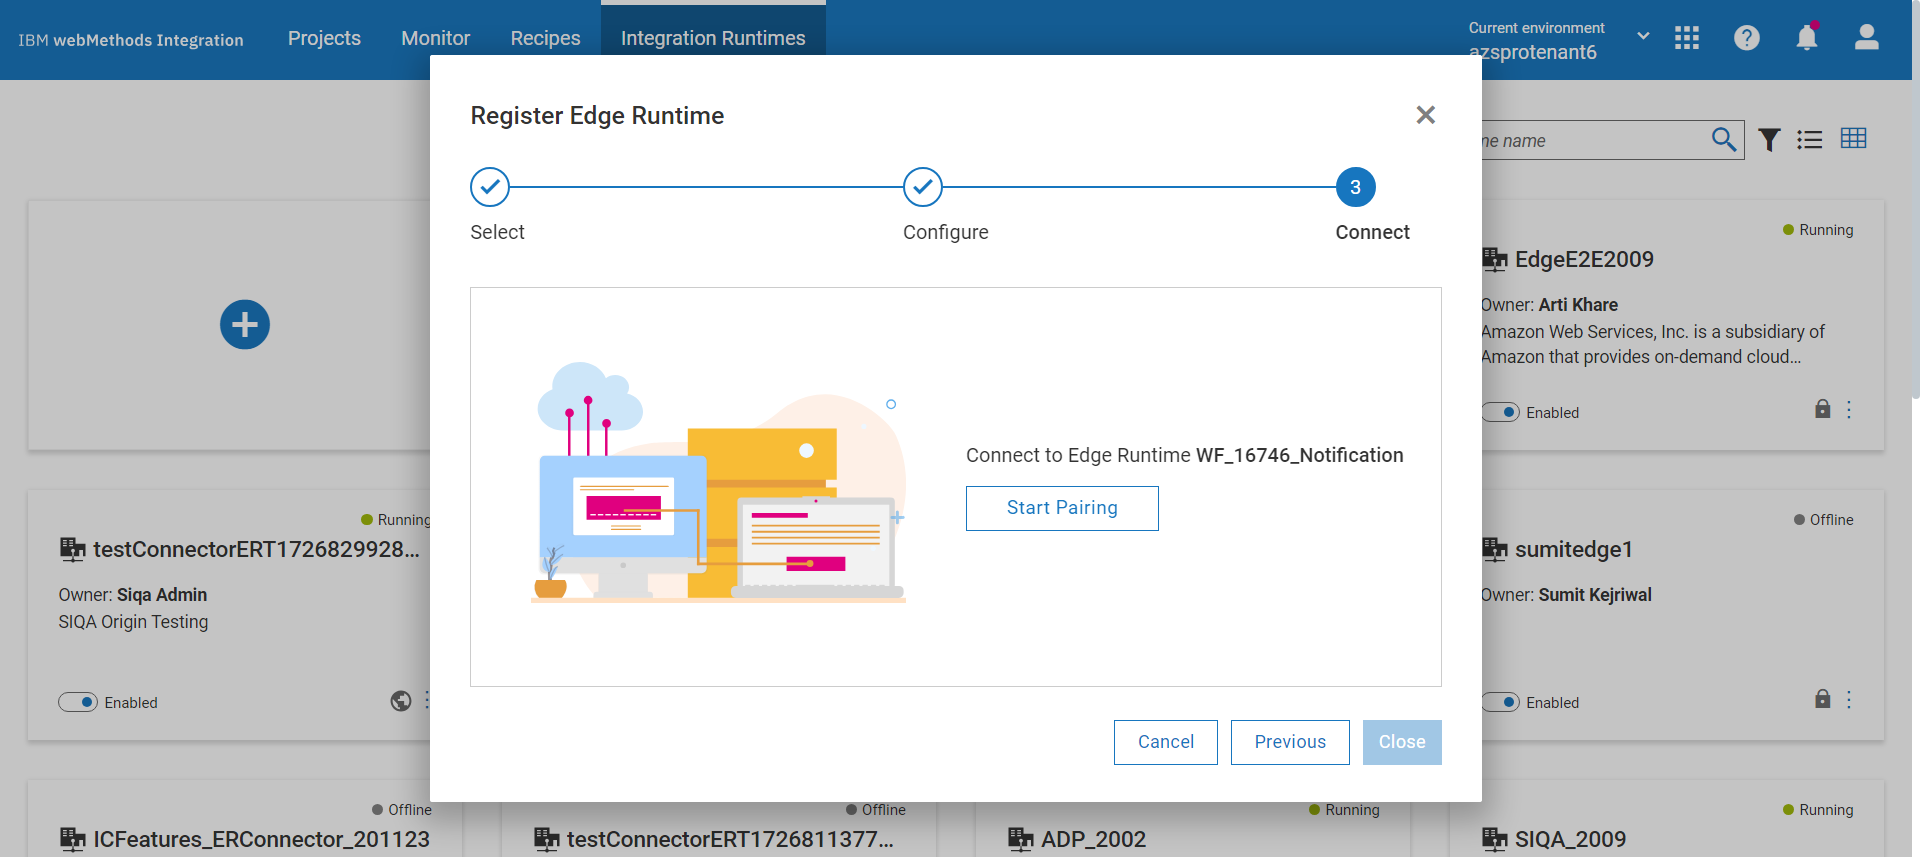 IBM webMethods Integration
Projects
Monitor
Recipes
Integration Runtimes
Current environment
azsprotenant6
Register Edge Runtime
3
Select
Configure
Connect
Connect to Edge Runtime WF_16746_Notification
Start Pairing
Cancel
Previous
Close
name
Running
EdgeE2E2009
Owner: Arti Khare
Amazon Web Services, Inc. is a subsidiary of
Amazon that provides on-demand cloud...
Enabled
Running
testConnectorERT1726829928...
Owner: Siqa Admin
SIQA Origin Testing
Enabled
Offline
sumitedge1
Owner: Sumit Kejriwal
Enabled
Offline
ICFeatures_ERConnector_201123
Offline
testConnectorERT1726811377...
Running
ADP_2002
Running
SIQA_2009